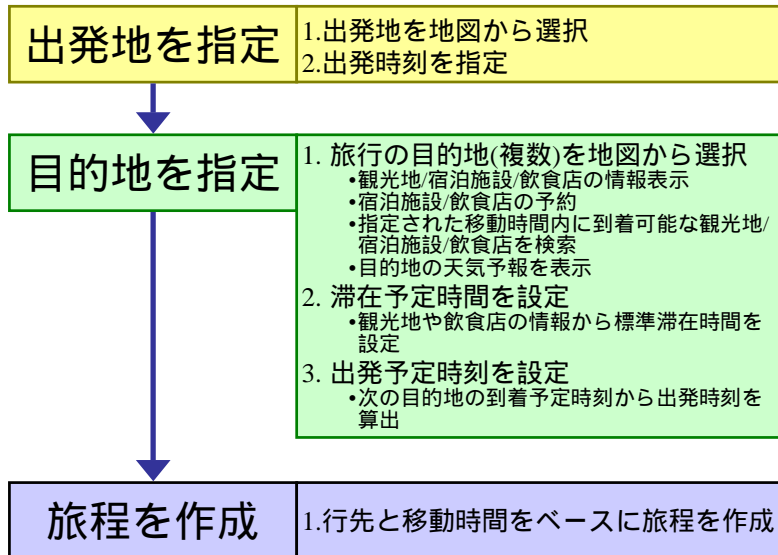 出発地を指定
1.出発地を地図から選択
2.出発時刻を指定
目的地を指定
1. 旅行の目的地(複数)を地図から選択
•観光地/宿泊施設/飲食店の情報表示
•宿泊施設/飲食店の予約
•指定された移動時間内に到着可能な観光地/
宿泊施設/飲食店を検索
•目的地の天気予報を表示
2. 滞在予定時間を設定
•観光地や飲食店の情報から標準滞在時間を
設定
3. 出発予定時刻を設定
•次の目的地の到着予定時刻から出発時刻を
算出
旅程を作成
1.行先と移動時間をベースに旅程を作成